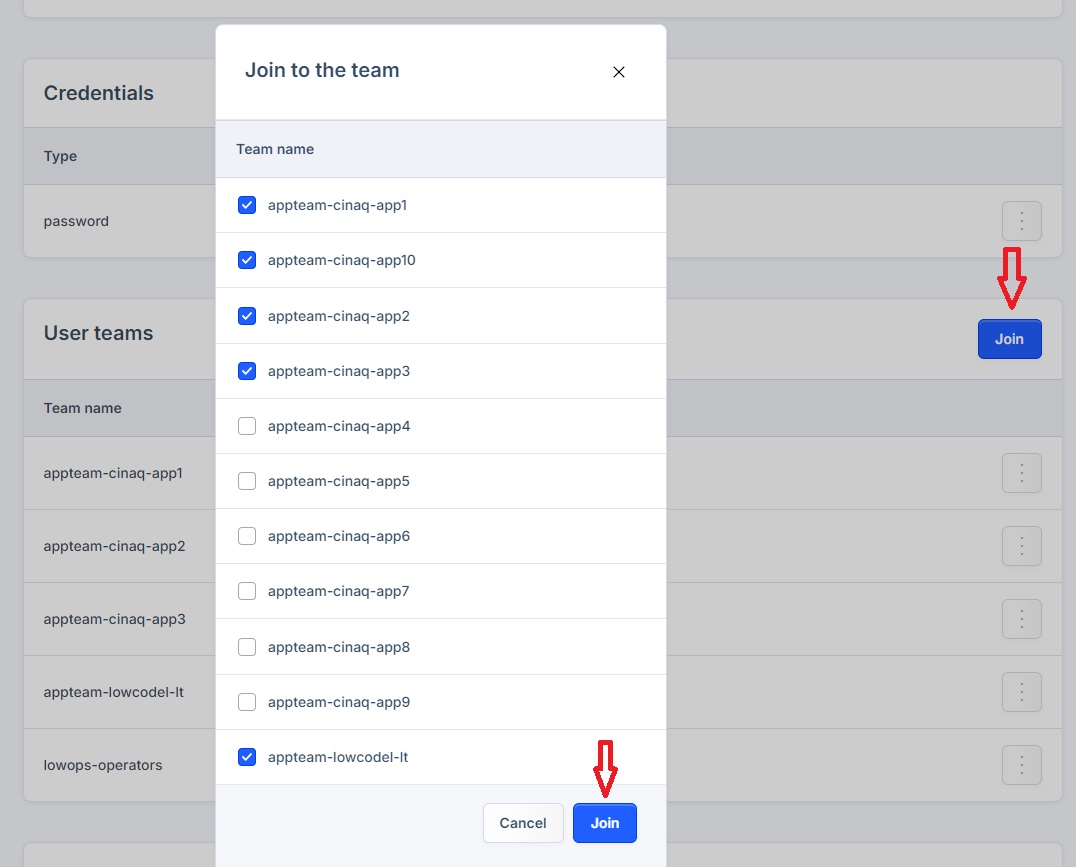 Join to the team
Team name
appteam-cinaq-app1
appteam-cinaq-app10
appteam-cinaq-app2
appteam-cinaq-app3
appteam-cinaq-app4
appteam-cinaq-app5
appteam-cinaq-app6
appteam-cinaq-app7
appteam-cinaq-app8
appteam-cinaq-app9
appteam-lowcodel-lt
Cancel
Join
Credentials
Type
password
User teams
Join
Team name
appteam-cinaq-app1
appteam-cinaq-app2
appteam-cinaq-app3
appteam-lowcodel-lt
lowops-operators